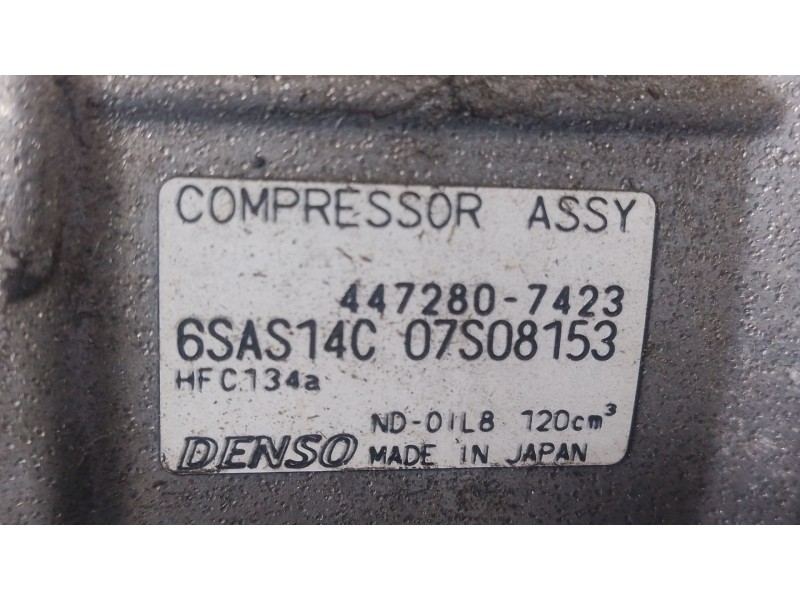 COMPRESSOR ASSY
447280-7423
6SAS14C 07S08153
HFC134a
ND-OIL8 120cm³
DENSO MADE IN JAPAN